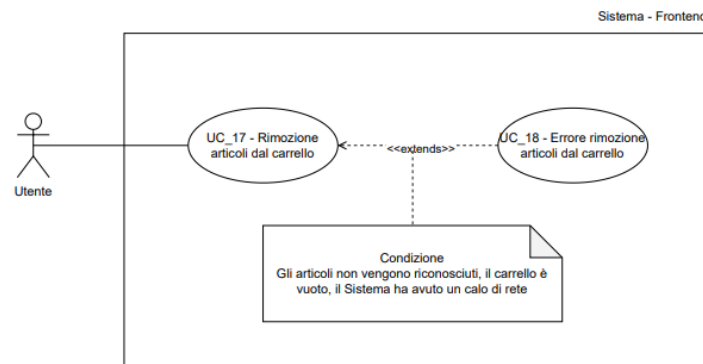 Sistema - Frontend
UC_17 - Rimozione
articoli dal carrello
<<extends>>
UC_18 - Errore rimozione
articoli dal carrello
Utente
Condizione
Gli articoli non vengono riconosciuti, il carrello è
vuoto, il Sistema ha avuto un calo di rete